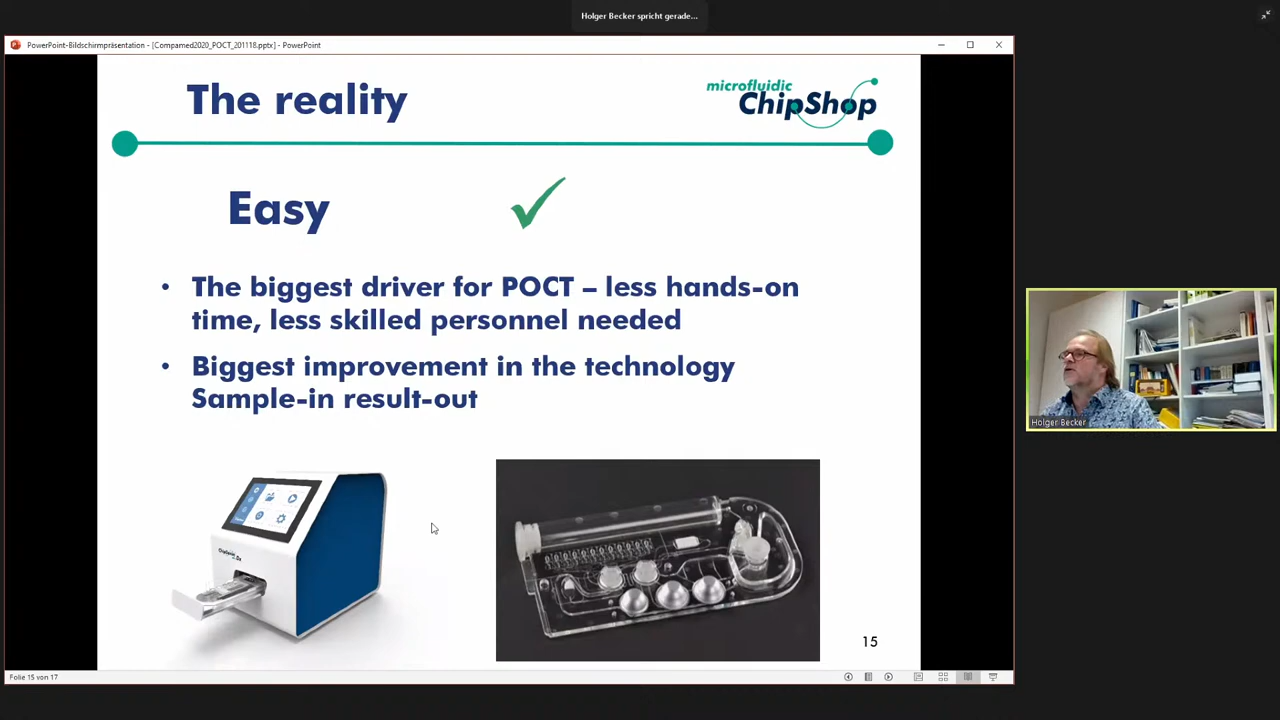 Holger Becker spricht gerade...
PowerPoint-Bildschirmpräsentation - [Compamed2020_POCT_201118.pptx] - PowerPoint
The reality
microfluidic
ChipShop
Easy
• The biggest driver for POCT – less hands-on
time, less skilled personnel needed
• Biggest improvement in the technology
Sample-in result-out
15
Holger Becker
Folie 15 von 17